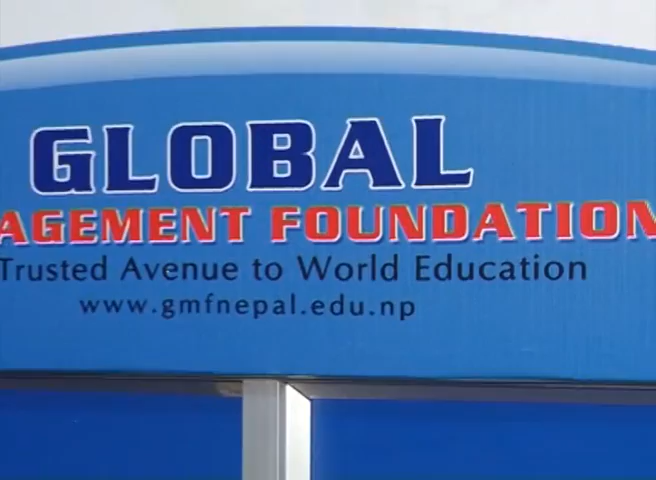 GLOBAL
AGEMENT FOUNDATION
Trusted Avenue to World Education
www.gmfnepal.edu.np